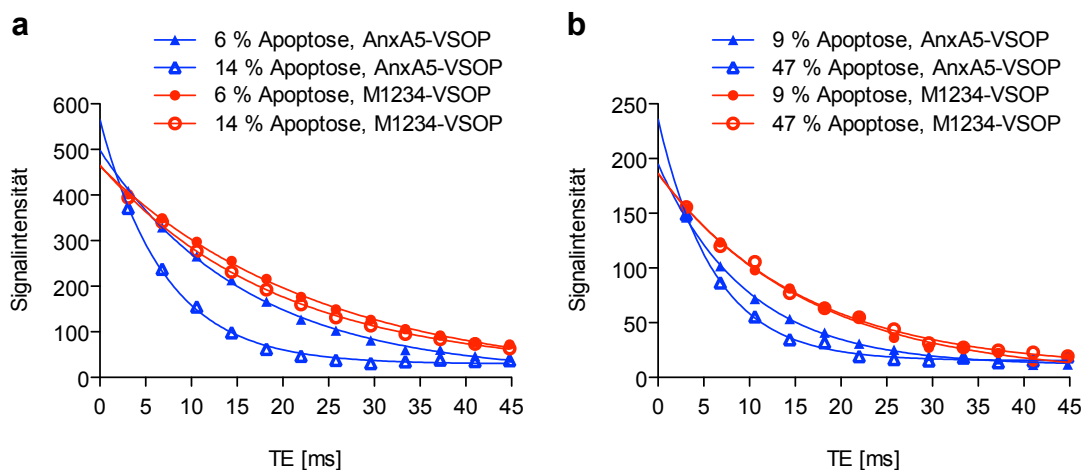 a
6 % Apoptose, AnxA5-VSOP
14 % Apoptose, AnxA5-VSOP
6 % Apoptose, M1234-VSOP
14 % Apoptose, M1234-VSOP
600
500
400
300
200
100
0
Signalintensität
0 5 10 15 20 25 30 35 40 45
TE [ms]
b
9 % Apoptose, AnxA5-VSOP
47 % Apoptose, AnxA5-VSOP
9 % Apoptose, M1234-VSOP
47 % Apoptose, M1234-VSOP
250
200
150
100
50
0
Signalintensität
0 5 10 15 20 25 30 35 40 45
TE [ms]